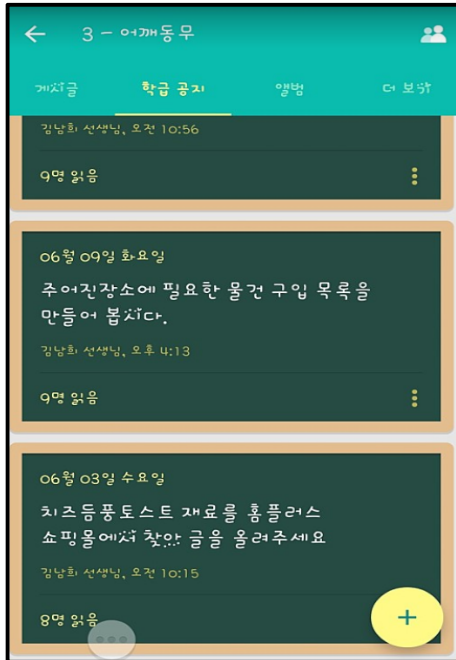 3 - 어깨동무
게시글 학급 공지 앨범 더 보기
김남희 선생님, 오전 10:56
9명 읽음
06월 09일 화요일
주어진장소에 필요한 물건 구입 목록을
만들어 봅시다.
김남희 선생님, 오후 4:13
9명 읽음
06월 03일 수요일
치즈등풍토스트 재료를 홈플러스
쇼핑몰에서 찾아 글을 올려주세요
김남희 선생님, 오전 10:15
8명 읽음